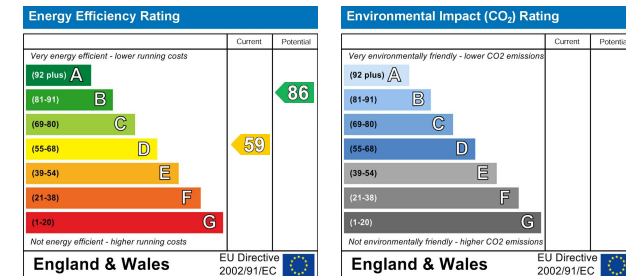 Energy Efficiency Rating
Current Potential
Very energy efficient - lower running costs
(92 plus) A
(81-91) B
86
(69-80) C
(55-68) D
59
(39-54) E
(21-38) F
(1-20) G
Not energy efficient - higher running costs
England & Wales
EU Directive
2002/91/EC
Environmental Impact (CO₂) Rating
Current Potential
Very environmentally friendly - lower CO2 emissions
(92 plus) A
(81-91) B
(69-80) C
(55-68) D
(39-54) E
(21-38) F
(1-20) G
Not environmentally friendly - higher CO2 emissions
England & Wales
EU Directive
2002/91/EC